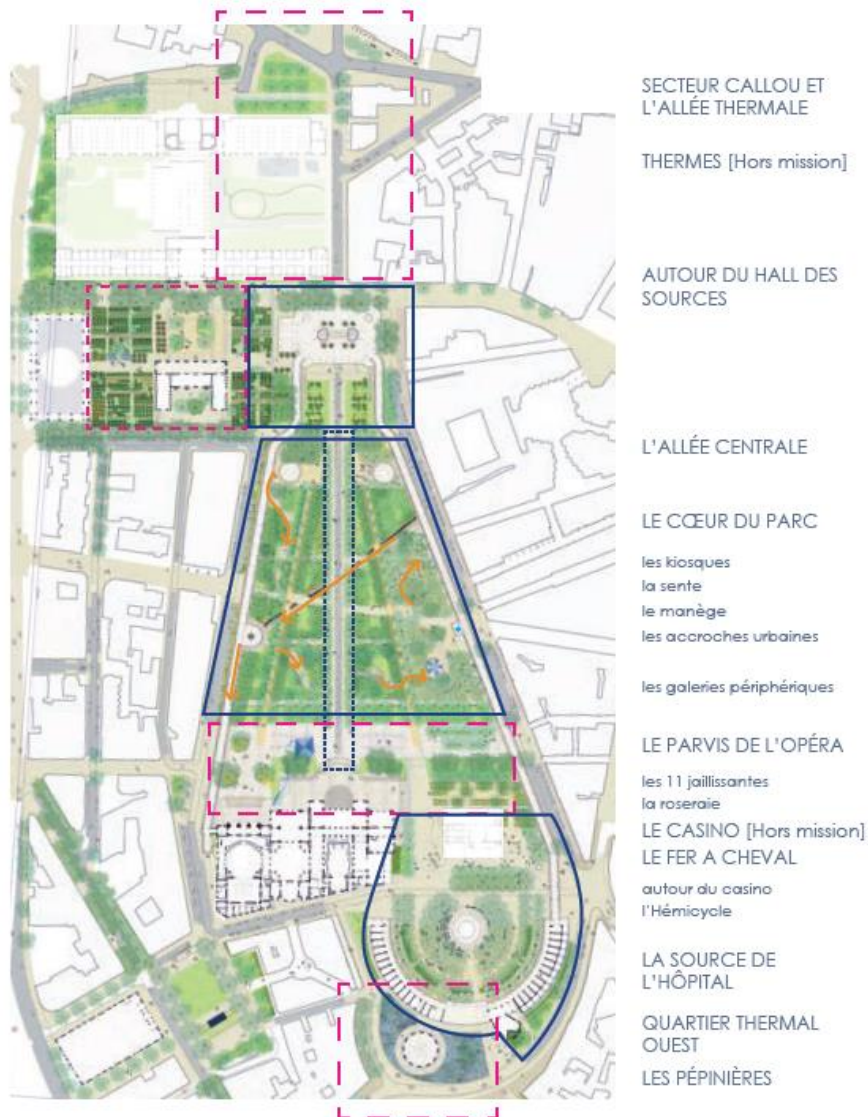 SECTEUR CALLOU ET
L'ALLÉE THERMALE
THERMES [Hors mission]
AUTOUR DU HALL DES
SOURCES
L'ALLÉE CENTRALE
LE CŒUR DU PARC
les kiosques
la sente
le manège
les accroches urbaines
les galeries périphériques
LE PARVIS DE L'OPÉRA
les 11 jaillissantes
la roseraie
LE CASINO [Hors mission]
LE FER A CHEVAL
autour du casino
l'Hémicycle
LA SOURCE DE
L'HÔPITAL
QUARTIER THERMAL
OUEST
LES PÉPINIÈRES